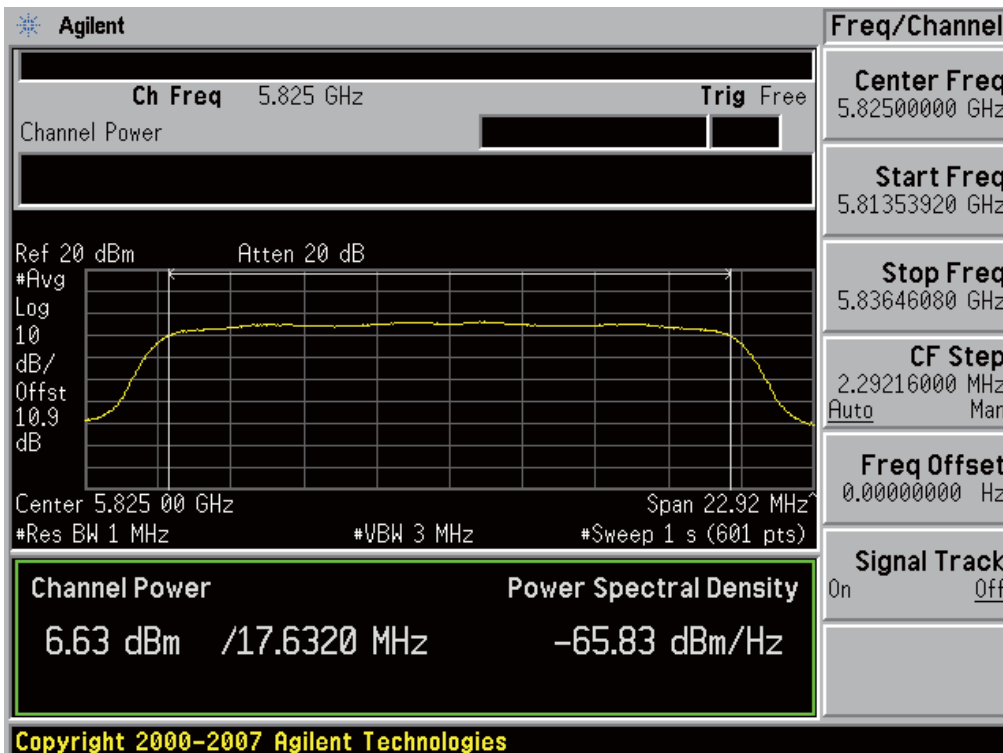 Agilent
Freq/Channel
Ch Freq 5.825 GHz Trig Free
Channel Power
Center Freq
5.82500000 GHz
Start Freq
5.81353920 GHz
Stop Freq
5.83646080 GHz
CF Step
2.29216000 MHz
Auto Man
Freq Offset
0.00000000 Hz
Signal Track
On Off
Ref 20 dBm Atten 20 dB
#Avg
Log
10
dB/
Offst
10.9
dB
Center 5.825 00 GHz Span 22.92 MHz^
#Res BW 1 MHz #VBW 3 MHz #Sweep 1 s (601 pts)
Channel Power Power Spectral Density
6.63 dBm /17.6320 MHz -65.83 dBm/Hz
Copyright 2000-2007 Agilent Technologies